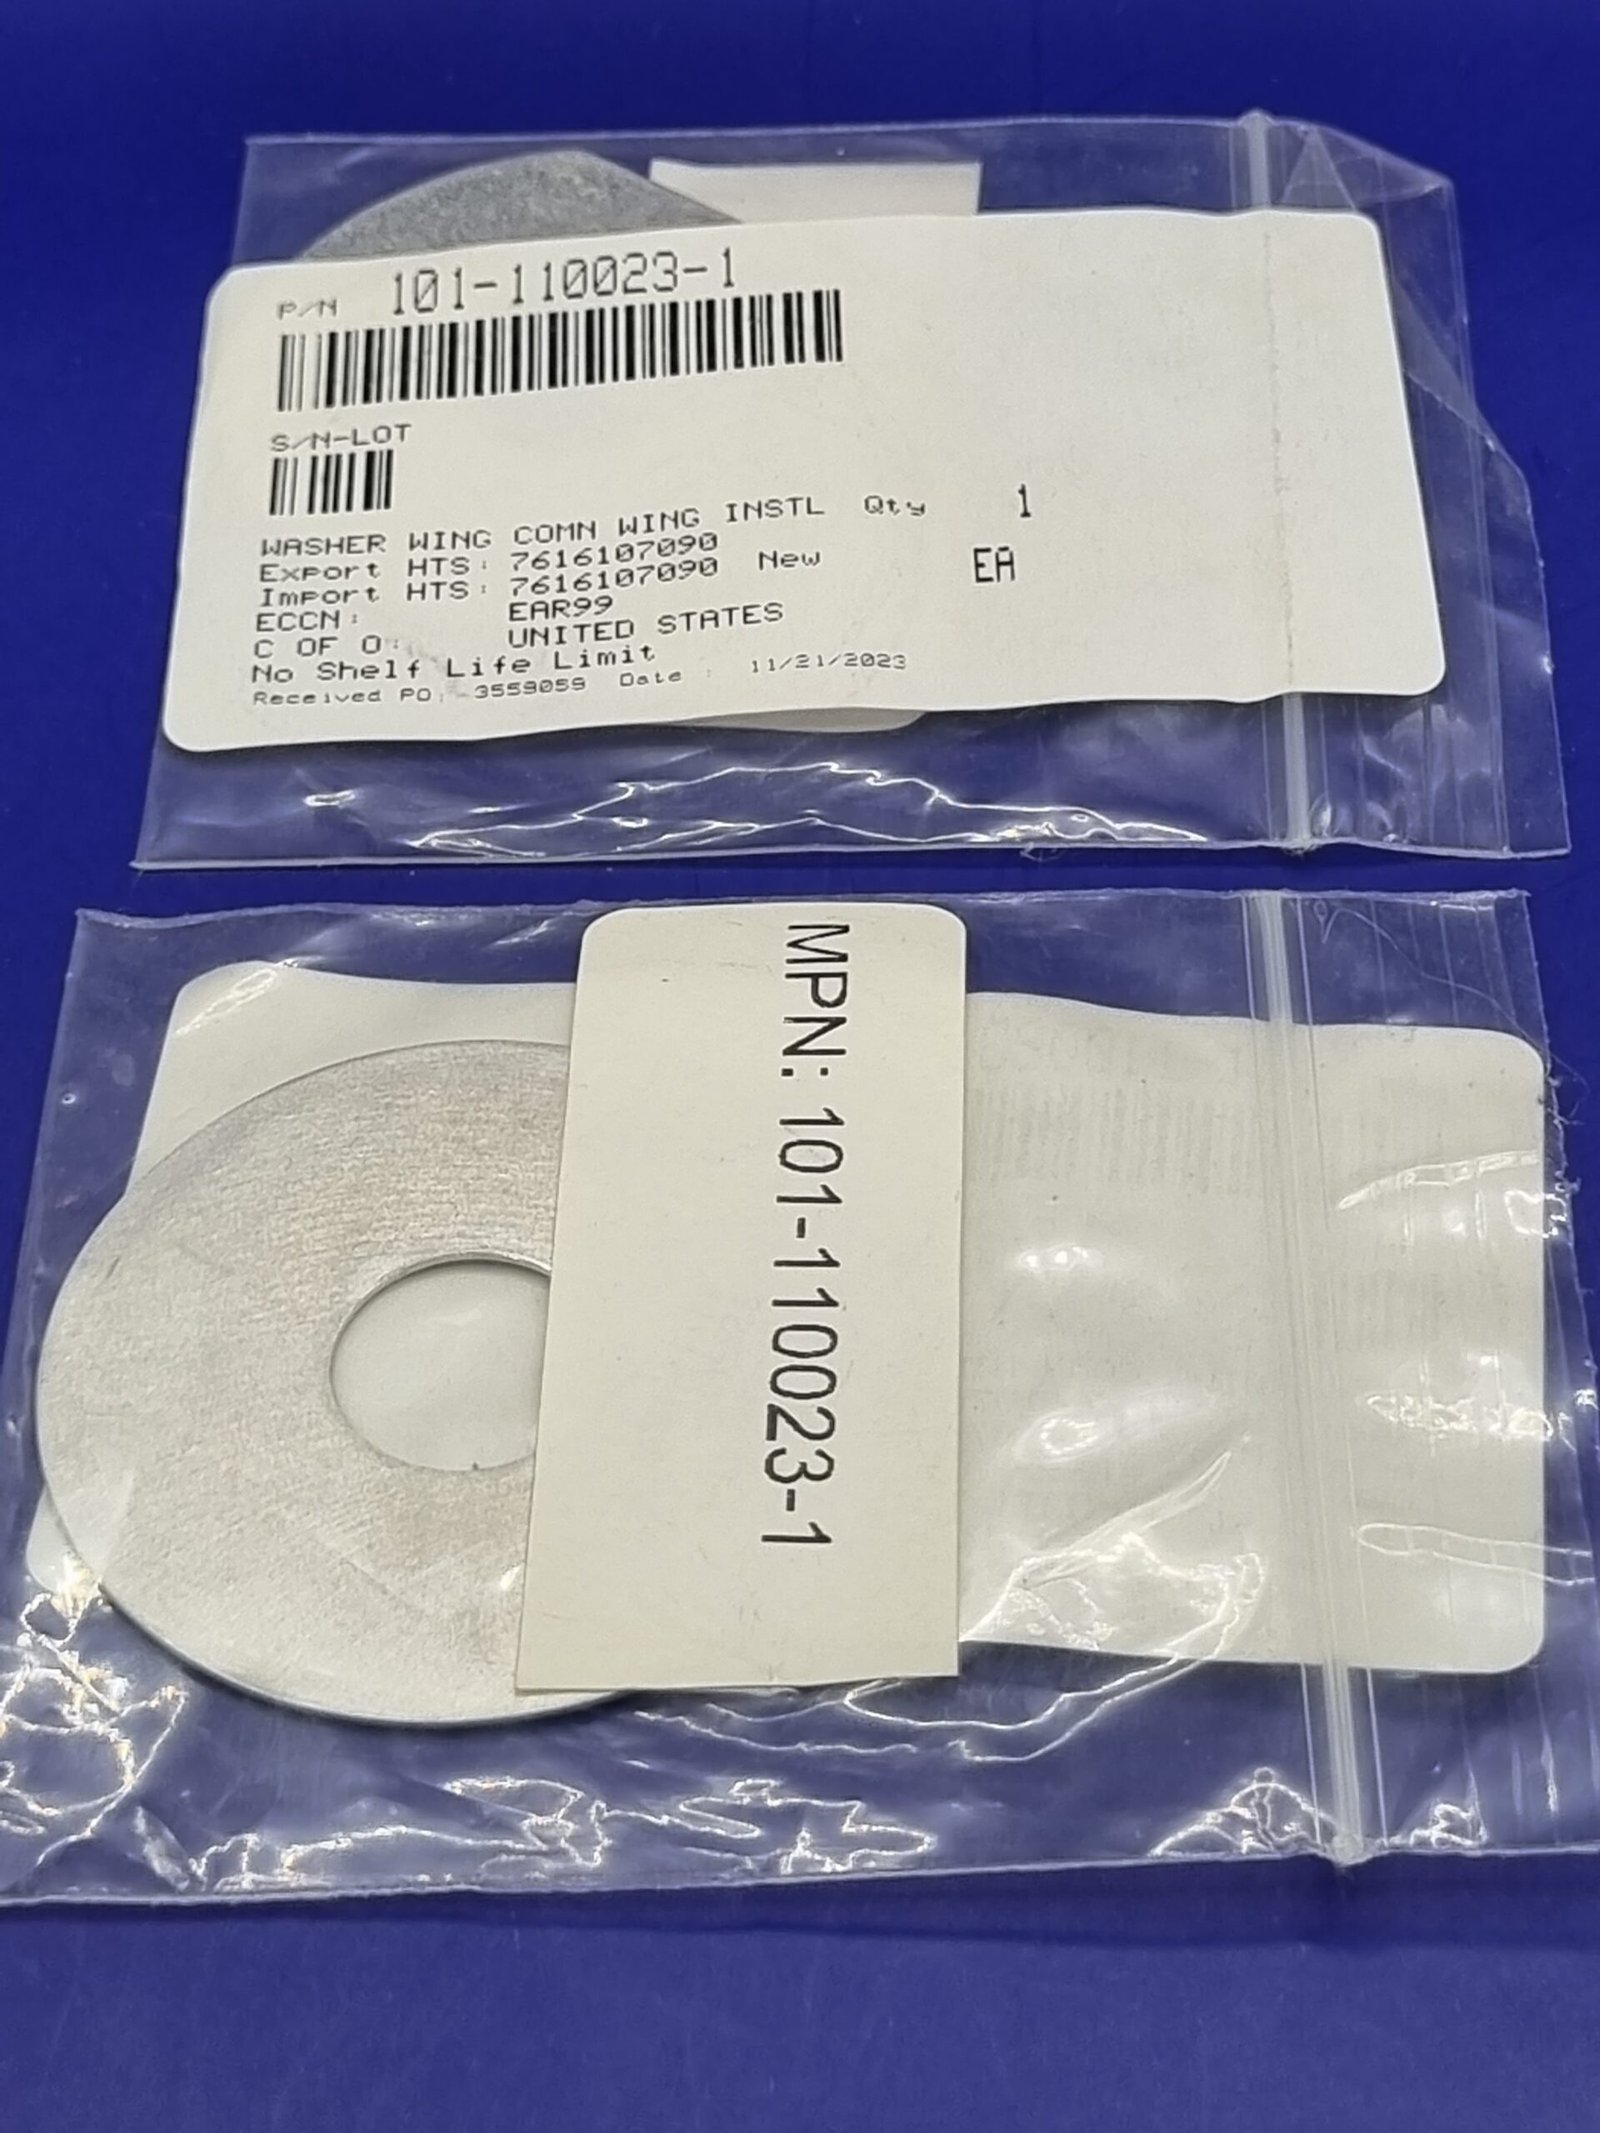 P/N 101-110023-1
S/N-LOT
WASHER WING COMN WING INSTL Qty 1
Export HTS: 7616107090
Import HTS: 7616107090 New EA
ECCN: EAR99
C OF O: UNITED STATES
No Shelf Life Limit
Received PO: 3559059 Date : 11/21/2023
MPN: 101-110023-1